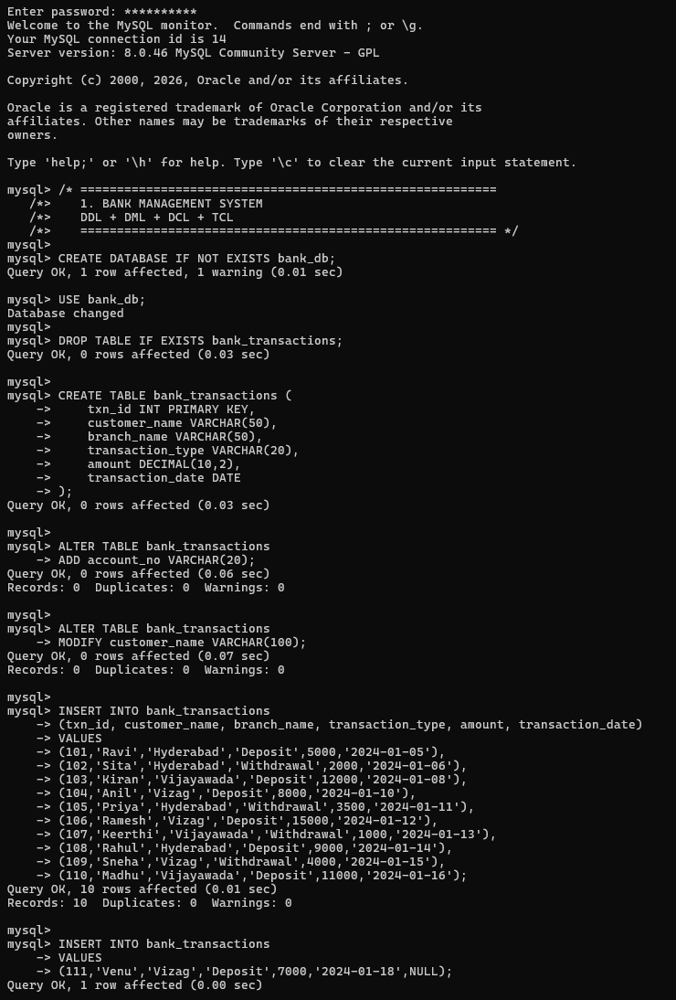 Enter password: **********
Welcome to the MySQL monitor.  Commands end with ; or \g.
Your MySQL connection id is 14
Server version: 8.0.46 MySQL Community Server - GPL

Copyright (c) 2000, 2026, Oracle and/or its affiliates.

Oracle is a registered trademark of Oracle Corporation and/or its
affiliates. Other names may be trademarks of their respective
owners.

Type 'help;' or '\h' for help. Type '\c' to clear the current input statement.

mysql> /* =========================================================
   /*>    1. BANK MANAGEMENT SYSTEM
   /*>    DDL + DML + DCL + TCL
   /*>    ========================================================= */
mysql>
mysql> CREATE DATABASE IF NOT EXISTS bank_db;
Query OK, 1 row affected, 1 warning (0.01 sec)

mysql> USE bank_db;
Database changed
mysql>
mysql> DROP TABLE IF EXISTS bank_transactions;
Query OK, 0 rows affected (0.03 sec)

mysql>
mysql> CREATE TABLE bank_transactions (
    ->     txn_id INT PRIMARY KEY,
    ->     customer_name VARCHAR(50),
    ->     branch_name VARCHAR(50),
    ->     transaction_type VARCHAR(20),
    ->     amount DECIMAL(10,2),
    ->     transaction_date DATE
    -> );
Query OK, 0 rows affected (0.03 sec)

mysql>
mysql> ALTER TABLE bank_transactions
    -> ADD account_no VARCHAR(20);
Query OK, 0 rows affected (0.06 sec)
Records: 0  Duplicates: 0  Warnings: 0

mysql>
mysql> ALTER TABLE bank_transactions
    -> MODIFY customer_name VARCHAR(100);
Query OK, 0 rows affected (0.07 sec)
Records: 0  Duplicates: 0  Warnings: 0

mysql>
mysql> INSERT INTO bank_transactions
    -> (txn_id, customer_name, branch_name, transaction_type, amount, transaction_date)
    -> VALUES
    -> (101,'Ravi','Hyderabad','Deposit',5000,'2024-01-05'),
    -> (102,'Sita','Hyderabad','Withdrawal',2000,'2024-01-06'),
    -> (103,'Kiran','Vijayawada','Deposit',12000,'2024-01-08'),
    -> (104,'Anil','Vizag','Deposit',8000,'2024-01-10'),
    -> (105,'Priya','Hyderabad','Withdrawal',3500,'2024-01-11'),
    -> (106,'Ramesh','Vizag','Deposit',15000,'2024-01-12'),
    -> (107,'Keerthi','Vijayawada','Withdrawal',1000,'2024-01-13'),
    -> (108,'Rahul','Hyderabad','Deposit',9000,'2024-01-14'),
    -> (109,'Sneha','Vizag','Withdrawal',4000,'2024-01-15'),
    -> (110,'Madhu','Vijayawada','Deposit',11000,'2024-01-16');
Query OK, 10 rows affected (0.01 sec)
Records: 10  Duplicates: 0  Warnings: 0

mysql>
mysql> INSERT INTO bank_transactions
    -> VALUES
    -> (111,'Venu','Vizag','Deposit',7000,'2024-01-18',NULL);
Query OK, 1 row affected (0.00 sec)